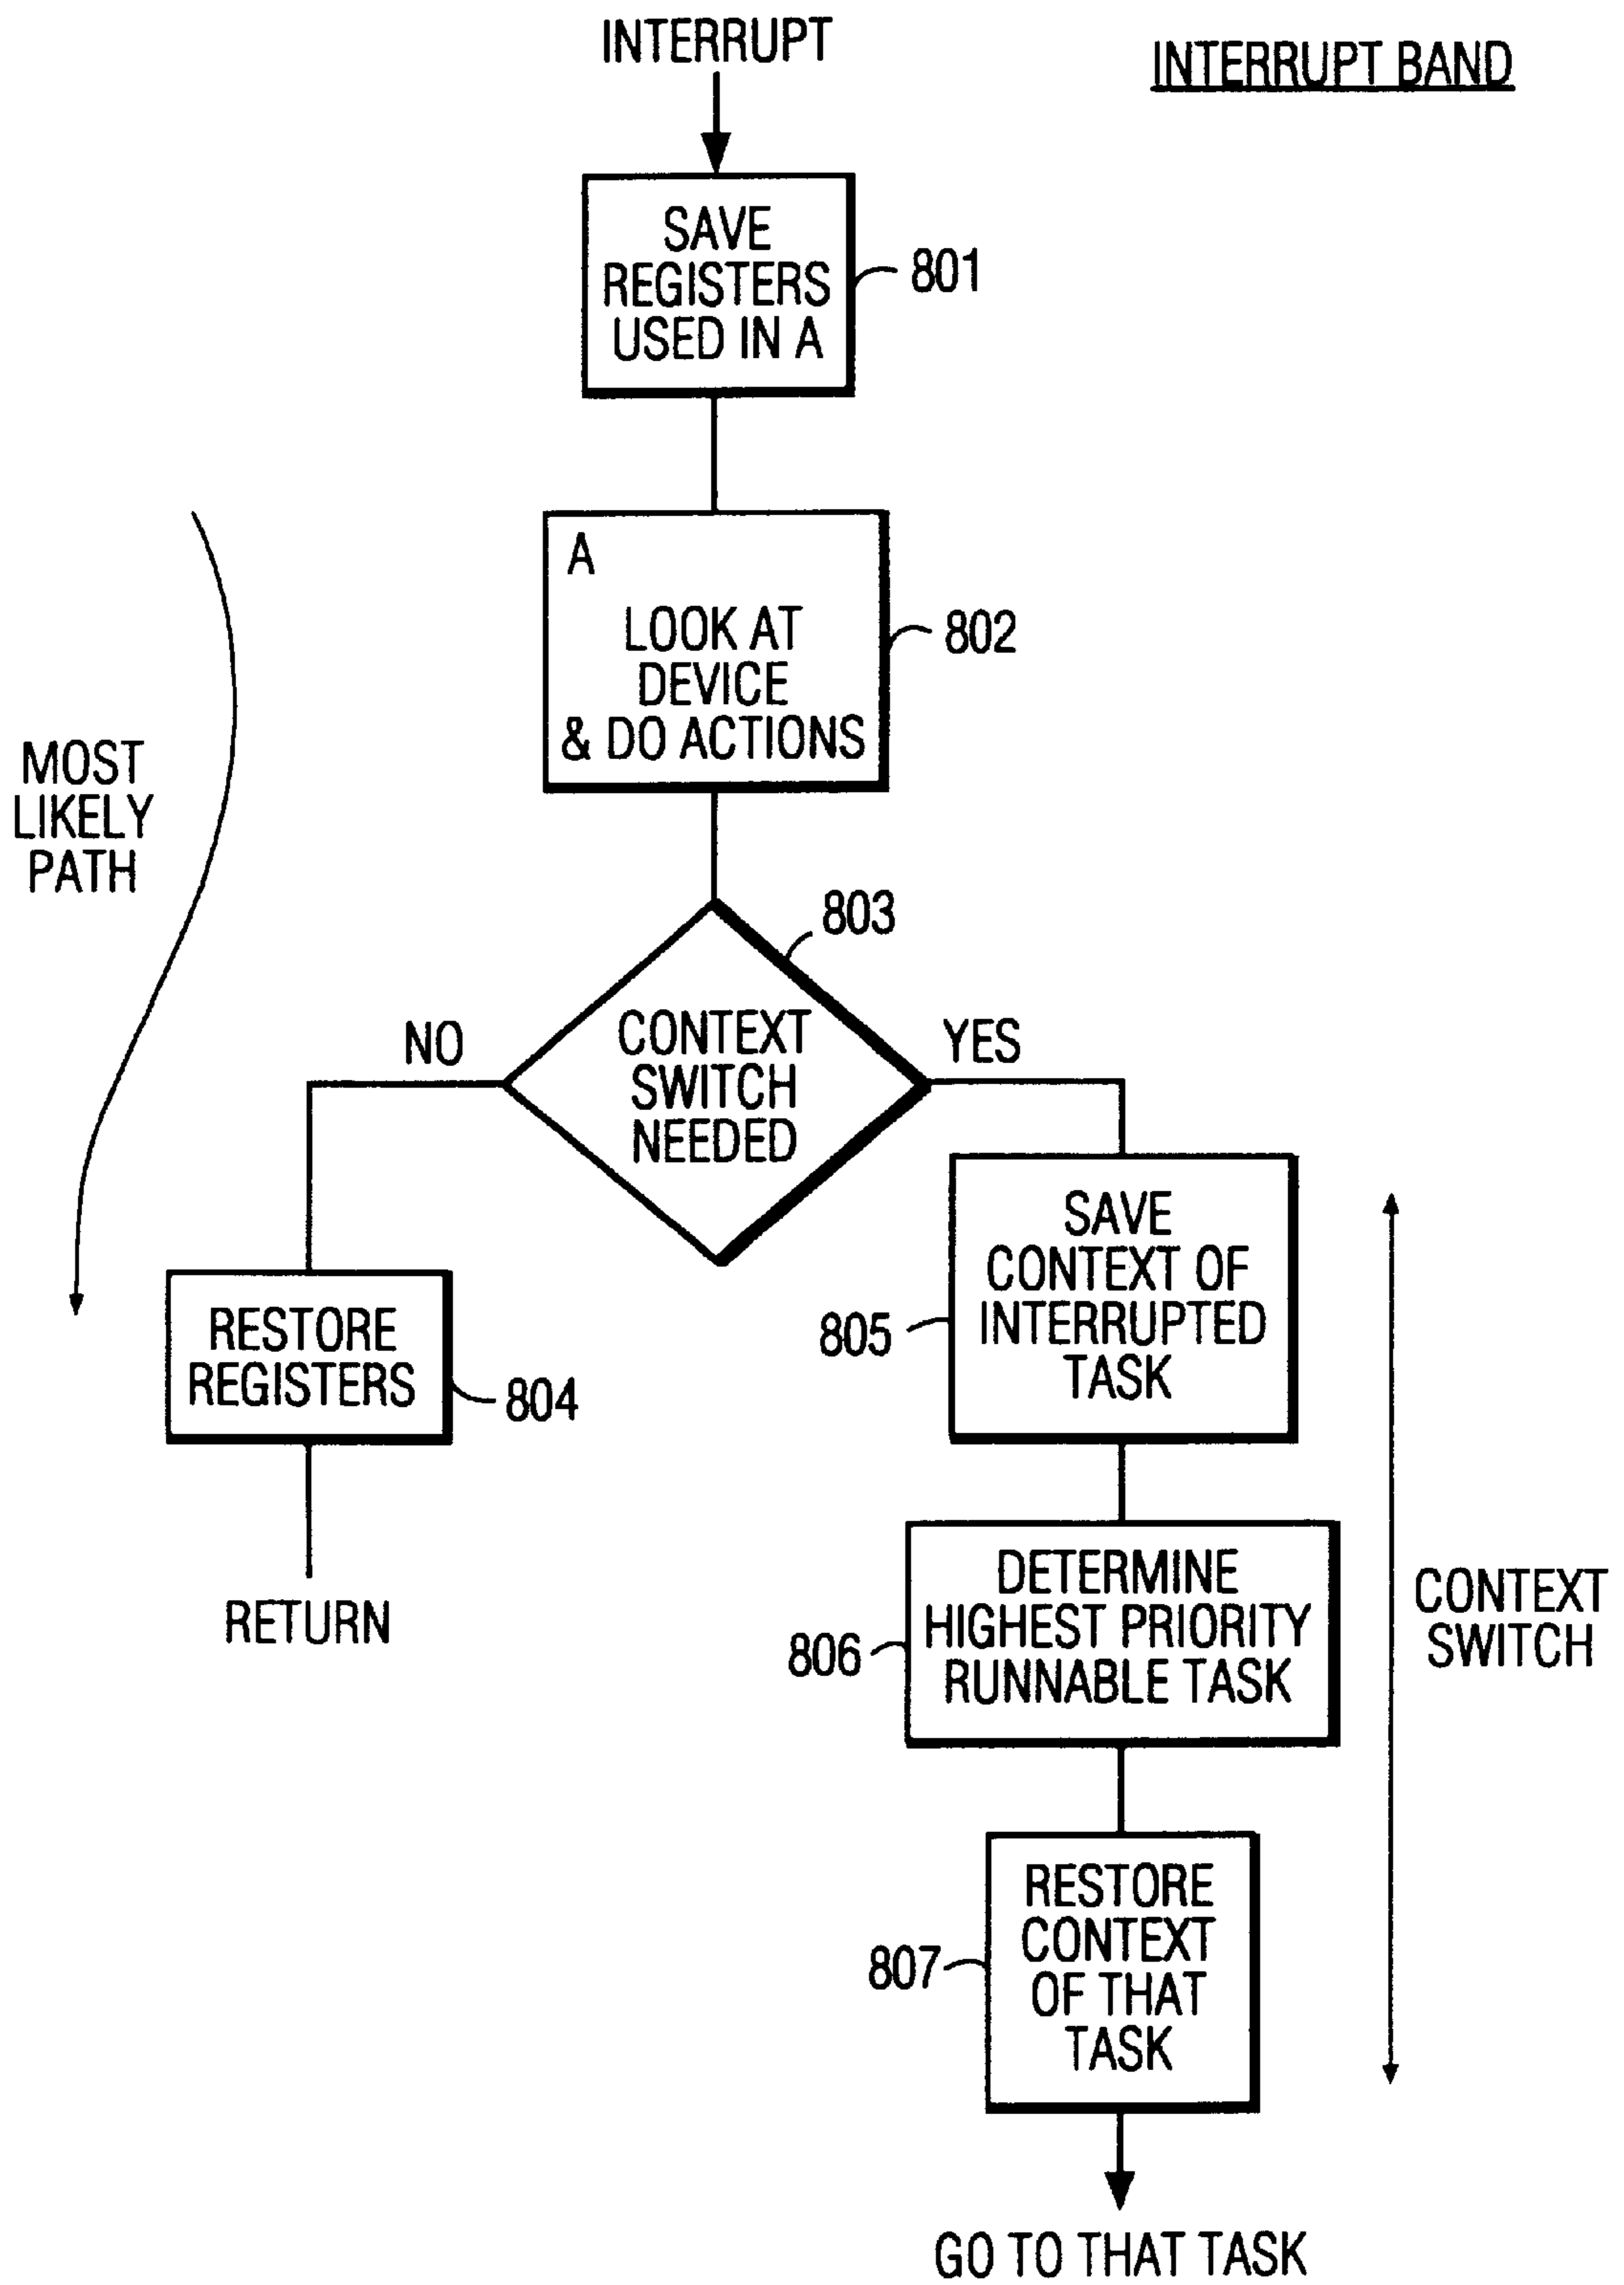 INTERRUPT
INTERRUPT BAND
SAVE
REGISTERS
USED IN A
801
A
LOOK AT
DEVICE
& DO ACTIONS
802
MOST
LIKELY
PATH
803
CONTEXT
SWITCH
NEEDED
NO
YES
RESTORE
REGISTERS
804
RETURN
SAVE
CONTEXT OF
INTERRUPTED
TASK
805
DETERMINE
HIGHEST PRIORITY
RUNNABLE TASK
806
CONTEXT
SWITCH
RESTORE
CONTEXT
OF THAT
TASK
807
GO TO THAT TASK